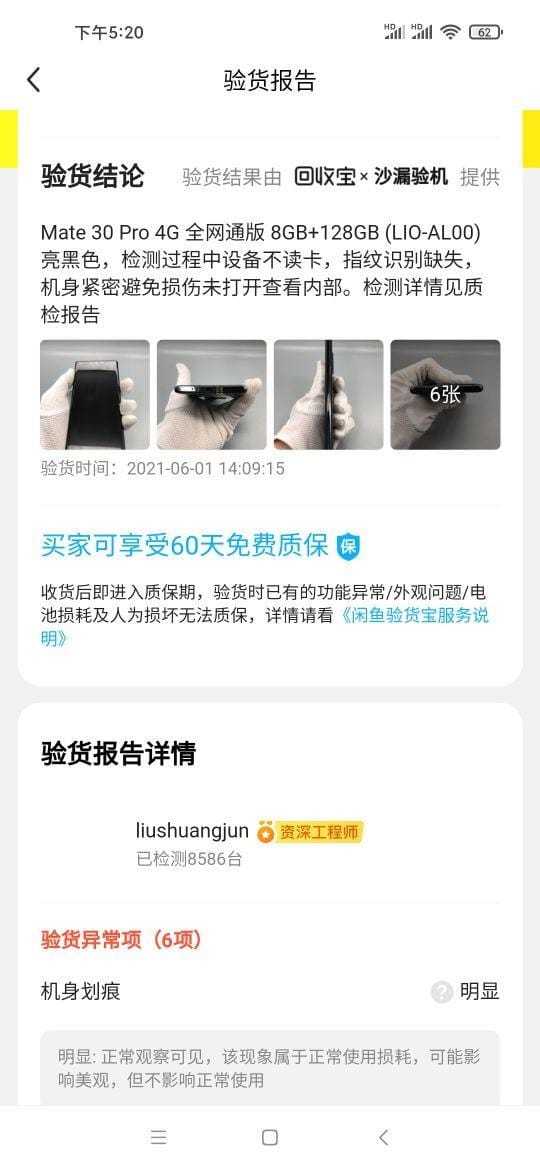 下午5:20
HD HD 62
验货报告
验货结论 验货结果由 回收宝×沙漏验机 提供
Mate 30 Pro 4G 全网通版 8GB+128GB (LIO-AL00)
亮黑色，检测过程中设备不读卡，指纹识别缺失，
机身紧密避免损伤未打开查看内部。检测详情见质
检报告
6张
验货时间：2021-06-01 14:09:15
买家可享受60天免费质保 保
收货后即进入质保期，验货时已有的功能异常/外观问题/电
池损耗及人为损坏无法质保，详情请看《闲鱼验货宝服务说
明》
验货报告详情
liushuangjun 资深工程师
已检测8586台
验货异常项（6项）
机身划痕 ? 明显
明显: 正常观察可见，该现象属于正常使用损耗，可能影
响美观，但不影响正常使用